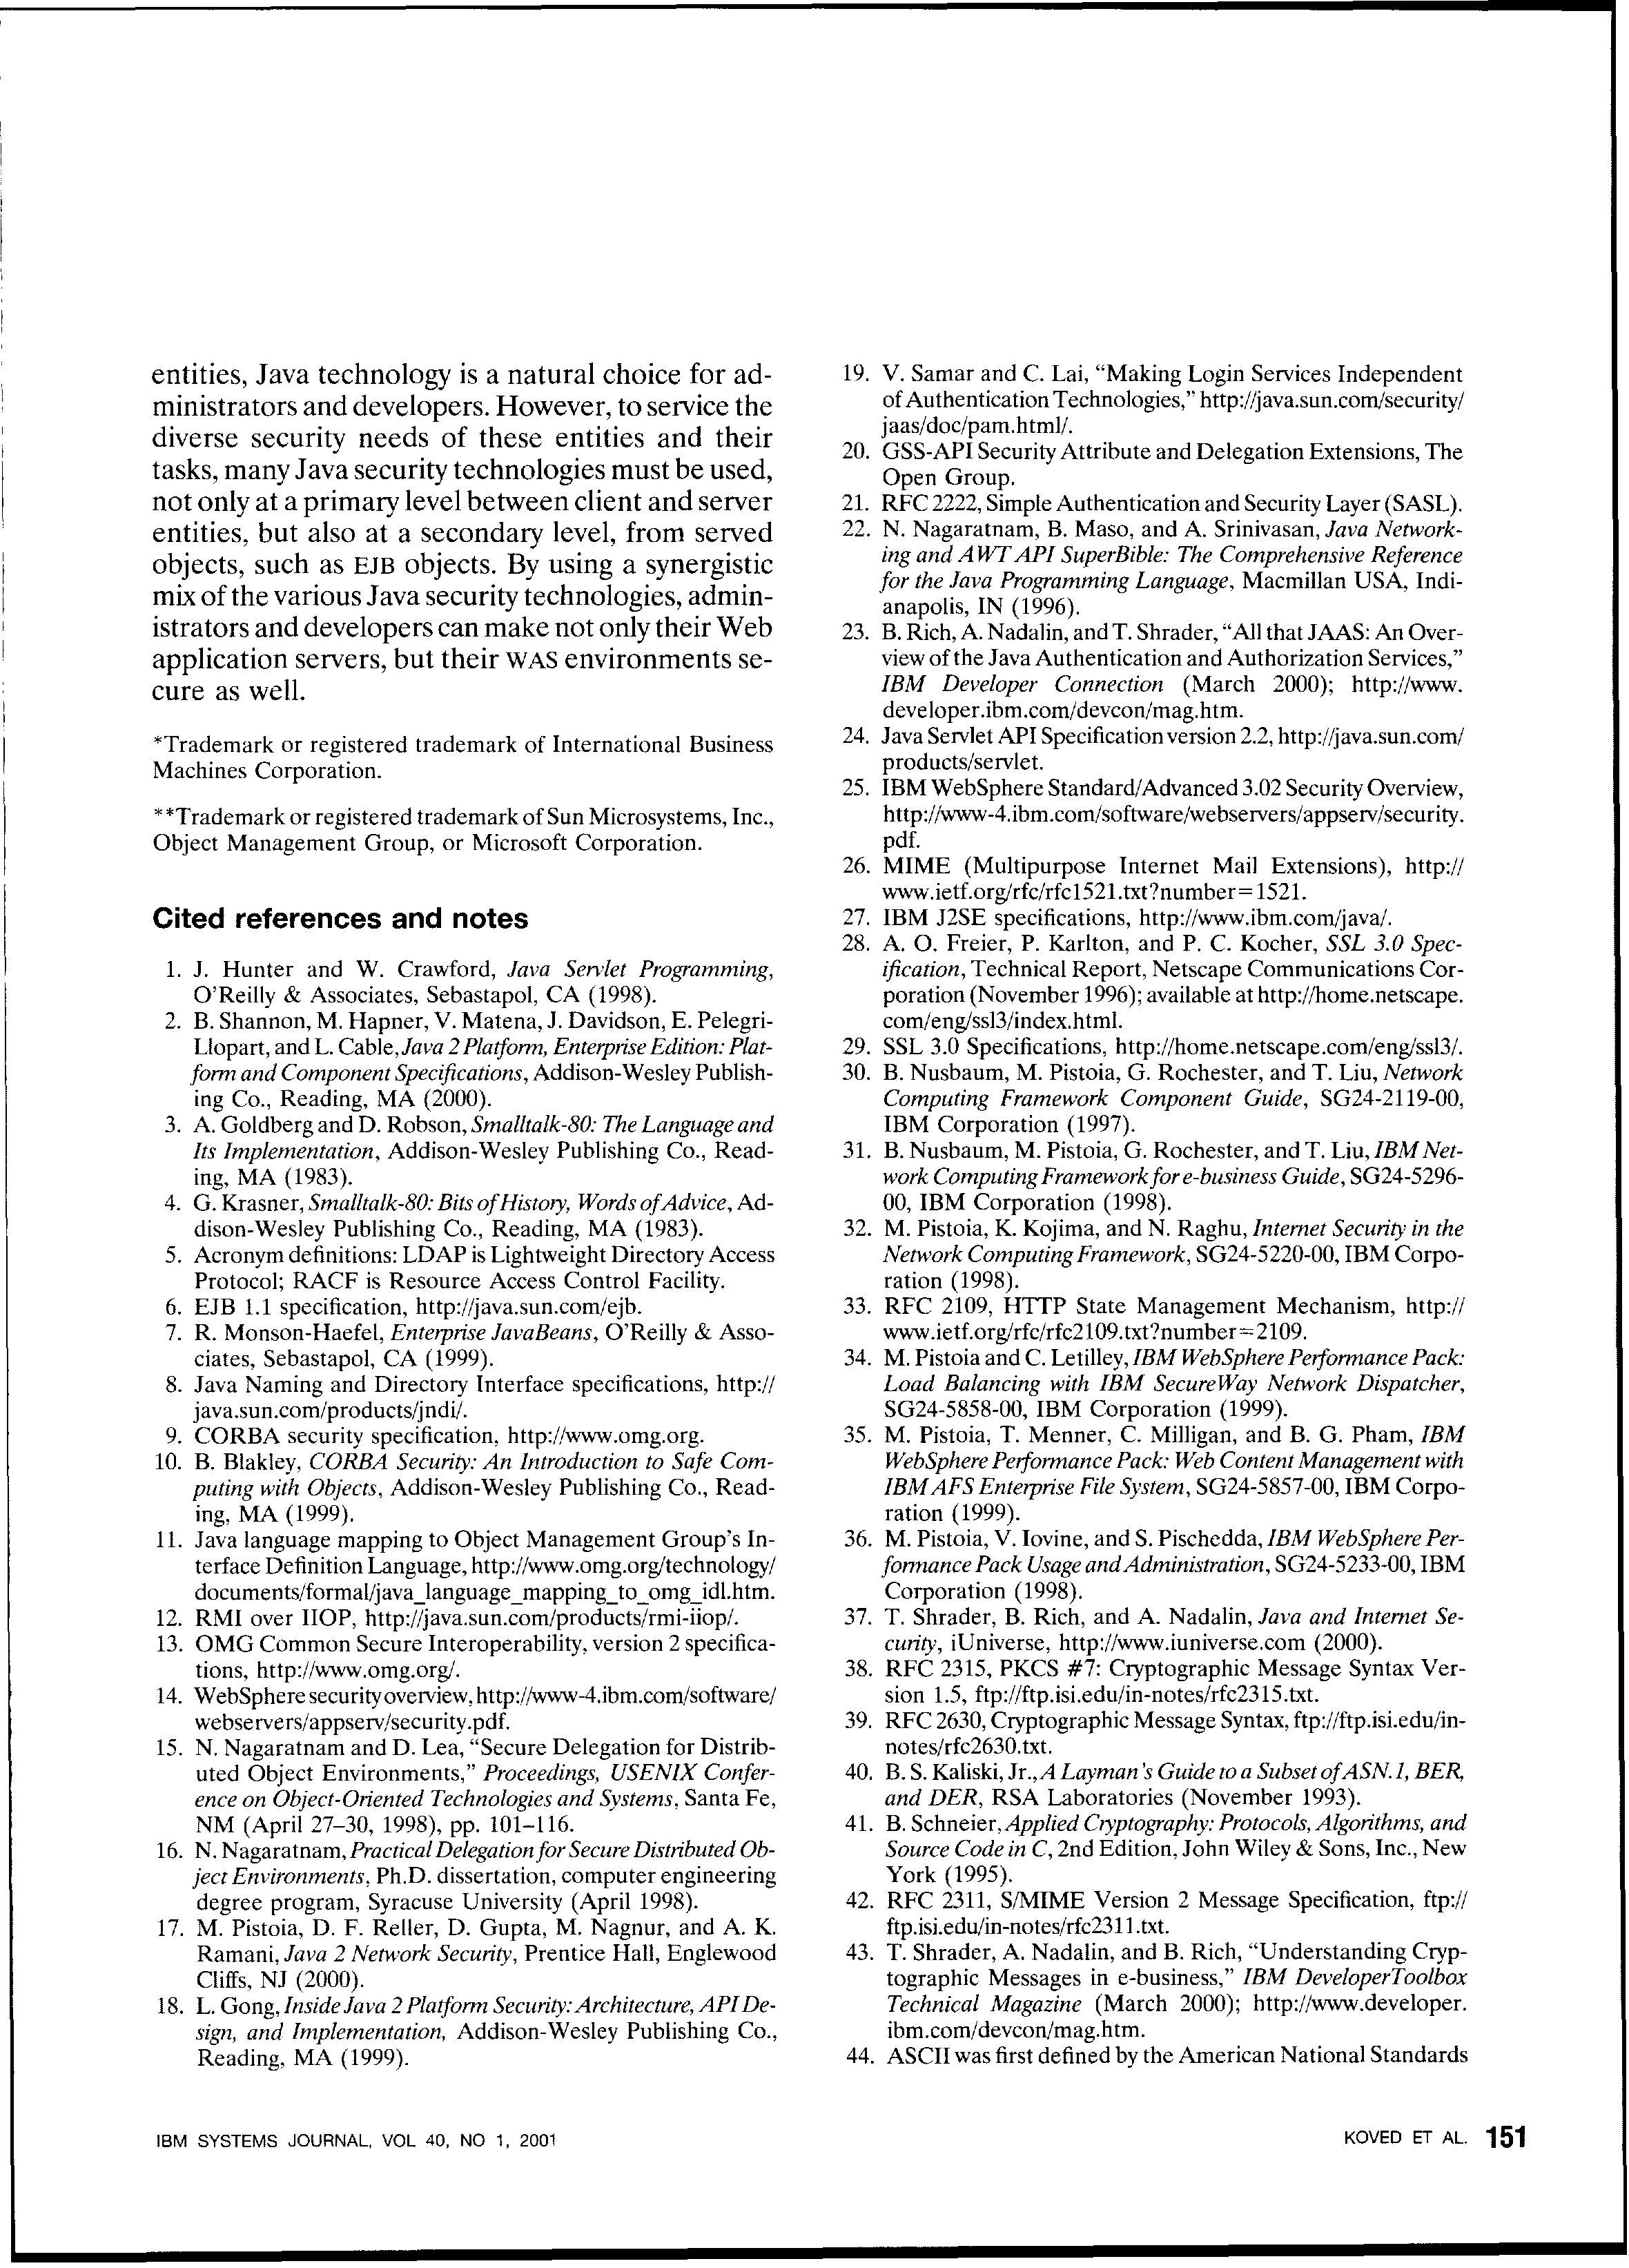 entities, Java technology is a natural choice for ad-
ministrators and developers. However, to service the
diverse security needs of these entities and their
tasks, many Java security technologies must be used,
not only at a primary level between client and server
entities, but also at a secondary level, from served
objects, such as EJB objects. By using a synergistic
mix of the various Java security technologies, admin-
istrators and developers can make not only their Web
application servers, but their WAS environments se-
cure as well.
*Trademark or registered trademark of International Business
Machines Corporation.
**Trademark or registered trademark of Sun Microsystems, Inc.,
Object Management Group, or Microsoft Corporation.
Cited references and notes
1. J. Hunter and W. Crawford, Java Servlet Programming,
O'Reilly & Associates, Sebastapol, CA (1998).
2. B. Shannon, M. Hapner, V. Matena, J. Davidson, E. Pelegri-
Llopart, and L. Cable, Java 2 Platform, Enterprise Edition: Plat-
form and Component Specifications, Addison-Wesley Publish-
ing Co., Reading, MA (2000).
3. A. Goldberg and D. Robson, Smalltalk-80: The Language and
Its Implementation, Addison-Wesley Publishing Co., Read-
ing, MA (1983).
4. G. Krasner, Smalltalk-80: Bits of History, Words of Advice, Ad-
dison-Wesley Publishing Co., Reading, MA (1983).
5. Acronym definitions: LDAP is Lightweight Directory Access
Protocol; RACF is Resource Access Control Facility.
6. EJB 1.1 specification, http://java.sun.com/ejb.
7. R. Monson-Haefel, Enterprise JavaBeans, O'Reilly & Asso-
ciates, Sebastapol, CA (1999).
8. Java Naming and Directory Interface specifications, http://
java.sun.com/products/jndi/.
9. CORBA security specification, http://www.omg.org.
10. B. Blakley, CORBA Security: An Introduction to Safe Com-
puting with Objects, Addison-Wesley Publishing Co., Read-
ing, MA (1999).
11. Java language mapping to Object Management Group's In-
terface Definition Language, http://www.omg.org/technology/
documents/formal/java_language_mapping_to_omg_idl.htm.
12. RMI over IIOP, http://java.sun.com/products/rmi-iiop/.
13. OMG Common Secure Interoperability, version 2 specifica-
tions, http://www.omg.org/.
14. WebSphere security overview, http://www-4.ibm.com/software/
webservers/appserv/security.pdf.
15. N. Nagaratnam and D. Lea, “Secure Delegation for Distrib-
uted Object Environments,” Proceedings, USENIX Confer-
ence on Object-Oriented Technologies and Systems, Santa Fe,
NM (April 27–30, 1998), pp. 101–116.
16. N. Nagaratnam, Practical Delegation for Secure Distributed Ob-
ject Environments, Ph.D. dissertation, computer engineering
degree program, Syracuse University (April 1998).
17. M. Pistoia, D. F. Reller, D. Gupta, M. Nagnur, and A. K.
Ramani, Java 2 Network Security, Prentice Hall, Englewood
Cliffs, NJ (2000).
18. L. Gong, Inside Java 2 Platform Security: Architecture, API De-
sign, and Implementation, Addison-Wesley Publishing Co.,
Reading, MA (1999).
19. V. Samar and C. Lai, “Making Login Services Independent
of Authentication Technologies,” http://java.sun.com/security/
jaas/doc/pam.html/.
20. GSS-API Security Attribute and Delegation Extensions, The
Open Group.
21. RFC 2222, Simple Authentication and Security Layer (SASL).
22. N. Nagaratnam, B. Maso, and A. Srinivasan, Java Network-
ing and AWT API SuperBible: The Comprehensive Reference
for the Java Programming Language, Macmillan USA, Indi-
anapolis, IN (1996).
23. B. Rich, A. Nadalin, and T. Shrader, “All that JAAS: An Over-
view of the Java Authentication and Authorization Services,”
IBM Developer Connection (March 2000); http://www.
developer.ibm.com/devcon/mag.htm.
24. Java Servlet API Specification version 2.2, http://java.sun.com/
products/servlet.
25. IBM WebSphere Standard/Advanced 3.02 Security Overview,
http://www-4.ibm.com/software/webservers/appserv/security.
pdf.
26. MIME (Multipurpose Internet Mail Extensions), http://
www.ietf.org/rfc/rfc1521.txt?number=1521.
27. IBM J2SE specifications, http://www.ibm.com/java/.
28. A. O. Freier, P. Karlton, and P. C. Kocher, SSL 3.0 Spec-
ification, Technical Report, Netscape Communications Cor-
poration (November 1996); available at http://home.netscape.
com/eng/ssl3/index.html.
29. SSL 3.0 Specifications, http://home.netscape.com/eng/ssl3/.
30. B. Nusbaum, M. Pistoia, G. Rochester, and T. Liu, Network
Computing Framework Component Guide, SG24-2119-00,
IBM Corporation (1997).
31. B. Nusbaum, M. Pistoia, G. Rochester, and T. Liu, IBM Net-
work Computing Framework for e-business Guide, SG24-5296-
00, IBM Corporation (1998).
32. M. Pistoia, K. Kojima, and N. Raghu, Internet Security in the
Network Computing Framework, SG24-5220-00, IBM Corpo-
ration (1998).
33. RFC 2109, HTTP State Management Mechanism, http://
www.ietf.org/rfc/rfc2109.txt?number=2109.
34. M. Pistoia and C. Letilley, IBM WebSphere Performance Pack:
Load Balancing with IBM SecureWay Network Dispatcher,
SG24-5858-00, IBM Corporation (1999).
35. M. Pistoia, T. Menner, C. Milligan, and B. G. Pham, IBM
WebSphere Performance Pack: Web Content Management with
IBM AFS Enterprise File System, SG24-5857-00, IBM Corpo-
ration (1999).
36. M. Pistoia, V. Iovine, and S. Pischedda, IBM WebSphere Per-
formance Pack Usage and Administration, SG24-5233-00, IBM
Corporation (1998).
37. T. Shrader, B. Rich, and A. Nadalin, Java and Internet Se-
curity, iUniverse, http://www.iuniverse.com (2000).
38. RFC 2315, PKCS #7: Cryptographic Message Syntax Ver-
sion 1.5, ftp://ftp.isi.edu/in-notes/rfc2315.txt.
39. RFC 2630, Cryptographic Message Syntax, ftp://ftp.isi.edu/in-
notes/rfc2630.txt.
40. B. S. Kaliski, Jr., A Layman's Guide to a Subset of ASN.1, BER,
and DER, RSA Laboratories (November 1993).
41. B. Schneier, Applied Cryptography: Protocols, Algorithms, and
Source Code in C, 2nd Edition, John Wiley & Sons, Inc., New
York (1995).
42. RFC 2311, S/MIME Version 2 Message Specification, ftp://
ftp.isi.edu/in-notes/rfc2311.txt.
43. T. Shrader, A. Nadalin, and B. Rich, “Understanding Cryp-
tographic Messages in e-business,” IBM DeveloperToolbox
Technical Magazine (March 2000); http://www.developer.
ibm.com/devcon/mag.htm.
44. ASCII was first defined by the American National Standards
IBM SYSTEMS JOURNAL, VOL 40, NO 1, 2001
KOVED ET AL. 151